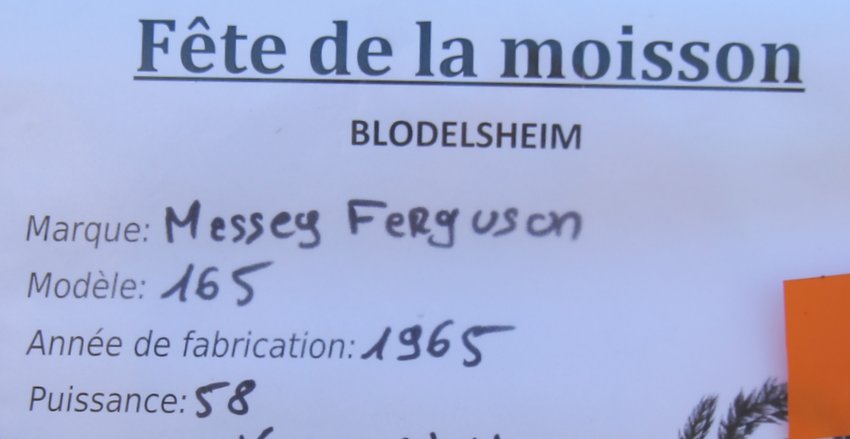 Fête de la moisson
BLODELSHEIM
Marque: Messey Ferguson
Modèle: 165
Année de fabrication: 1965
Puissance: 58